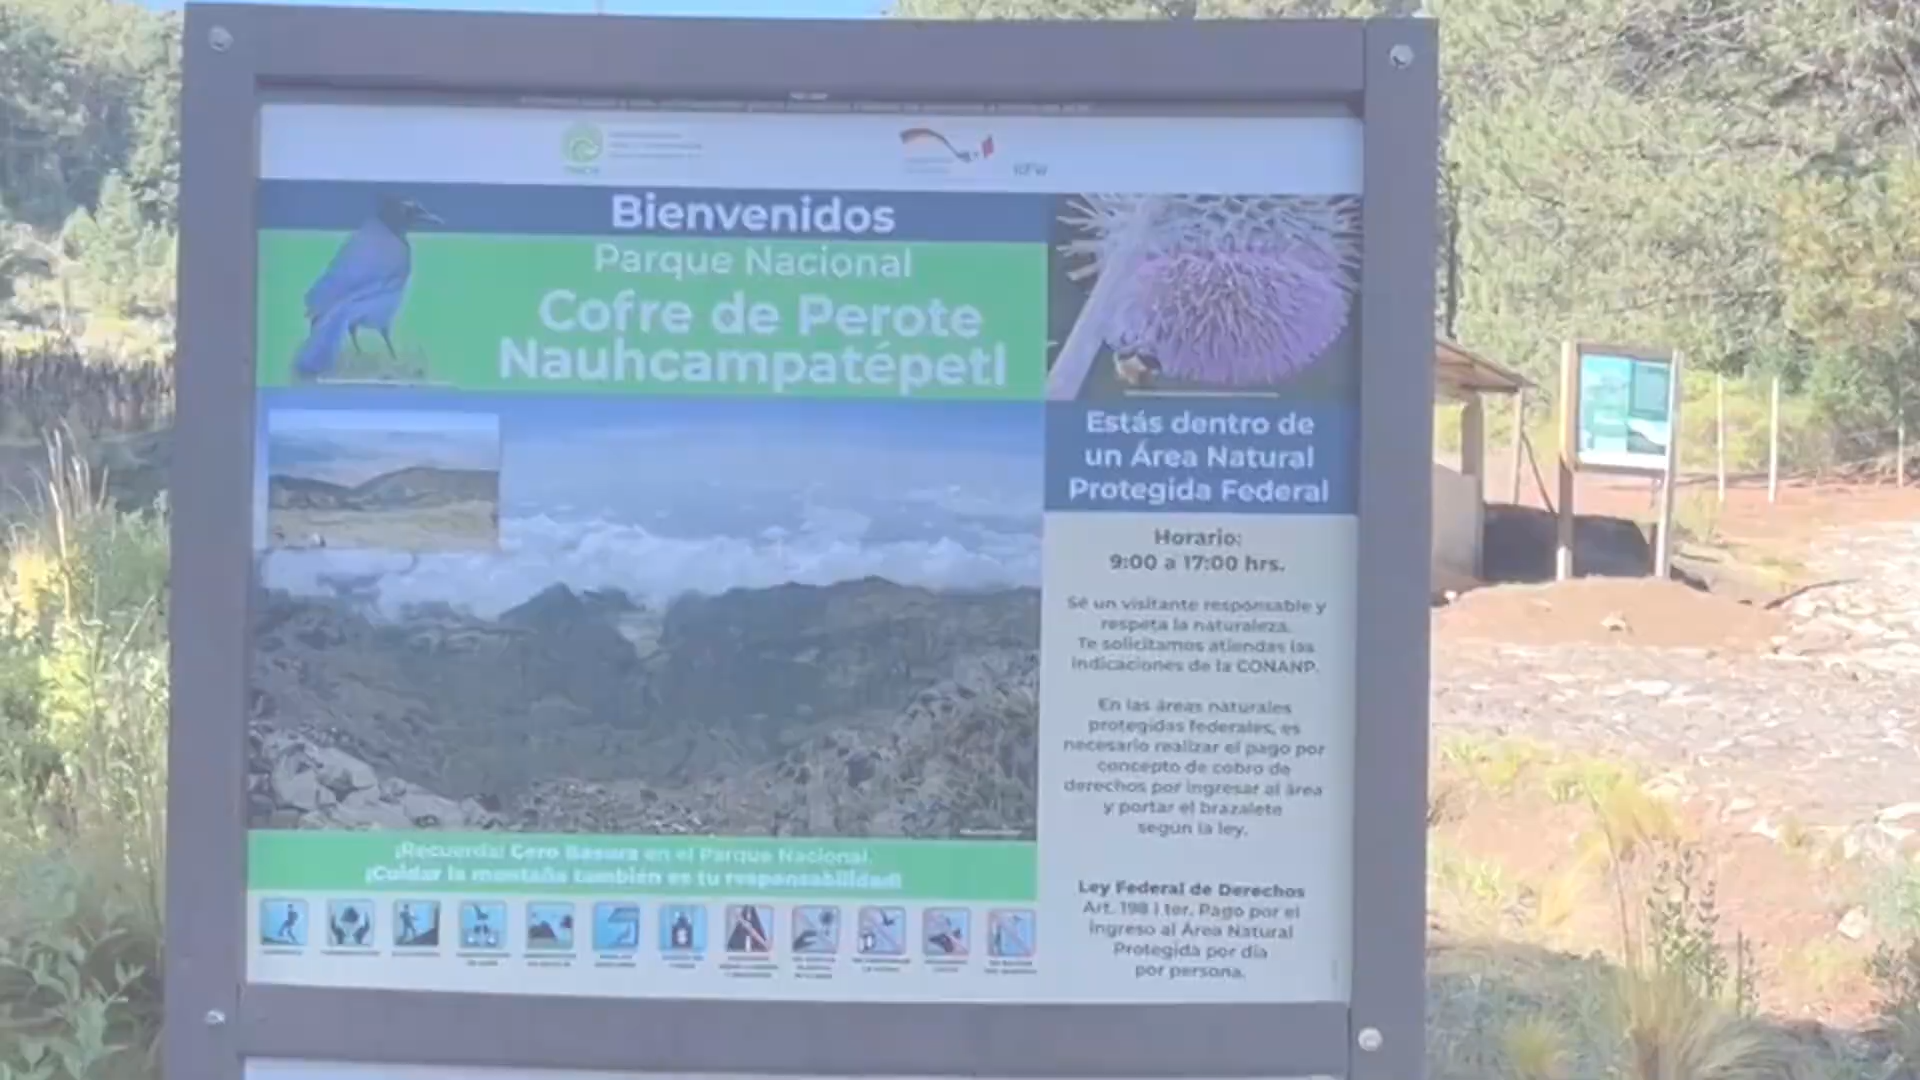 KFW
Bienvenidos
Parque Nacional
Cofre de Perote
Nauhcampatépetl
Estás dentro de
un Área Natural
Protegida Federal
Horario:
9:00 a 17:00 hrs.
Sé un visitante responsable y
respeta la naturaleza.
Te solicitamos atiendas las
indicaciones de la CONANP.
En las áreas naturales
protegidas federales, es
necesario realizar el pago por
concepto de cobro de
derechos por ingresar al área
y portar el brazalete
según la ley.
Ley Federal de Derechos
Art. 198 I ter. Pago por el
ingreso al Área Natural
Protegida por día
por persona.
¡Recuerda! Cero Basura en el Parque Nacional.
¡Cuidar la montaña también es tu responsabilidad!